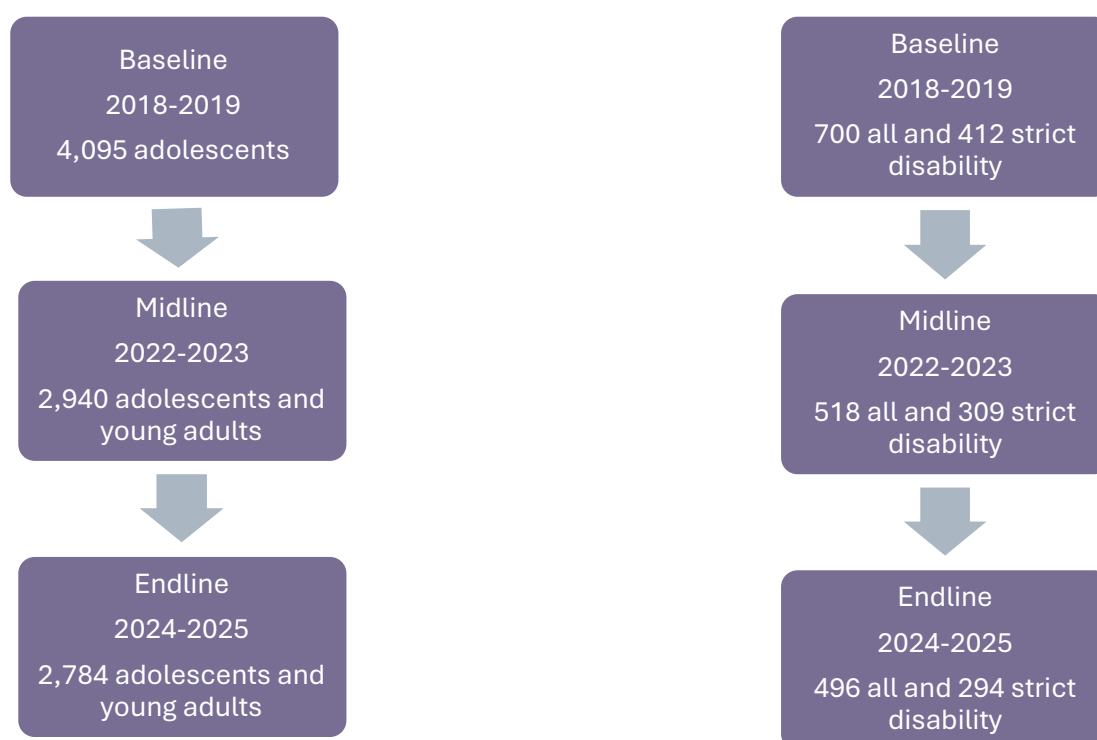 Baseline
2018-2019
4,095 adolescents
Midline
2022-2023
2,940 adolescents and
young adults
Endline
2024-2025
2,784 adolescents and
young adults
Baseline
2018-2019
700 all and 412 strict
disability
Midline
2022-2023
518 all and 309 strict
disability
Endline
2024-2025
496 all and 294 strict
disability